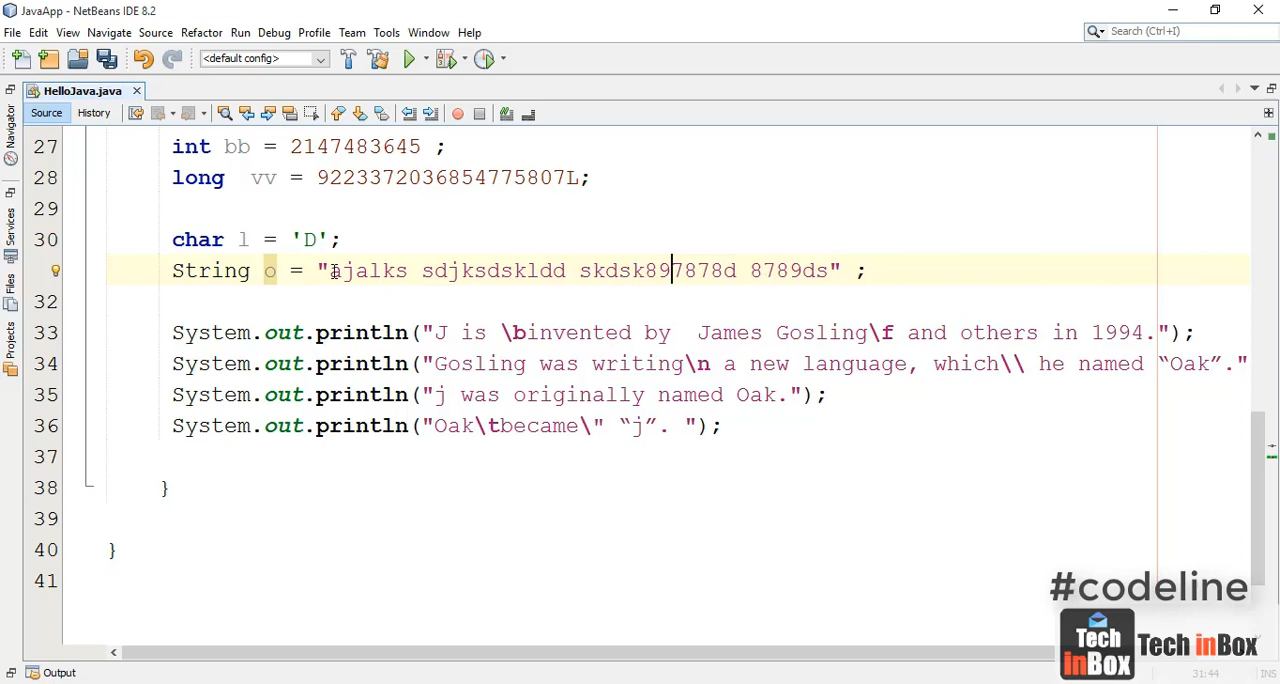 JavaApp - NetBeans IDE 8.2
File Edit View Navigate Source Refactor Run Debug Profile Team Tools Window Help
Search (Ctrl+I)
<default config>
HelloJava.java
Source History
Navigator
Services
Files
Projects
27 int bb = 2147483645 ;
28 long vv = 9223372036854775807L;
29
30 char l = 'D';
String o = "ajalks sdjksdskldd skdsk897878d 8789ds" ;
32
33 System.out.println("J is \binvented by  James Gosling\f and others in 1994.");
34 System.out.println("Gosling was writing\n a new language, which\\ he named “Oak”."
35 System.out.println("j was originally named Oak.");
36 System.out.println("Oak\tbecame\" “j”. ");
37
38 }
39
40 }
41
#codeline
Tech inBox Tech inBox
Output
31:44 INS